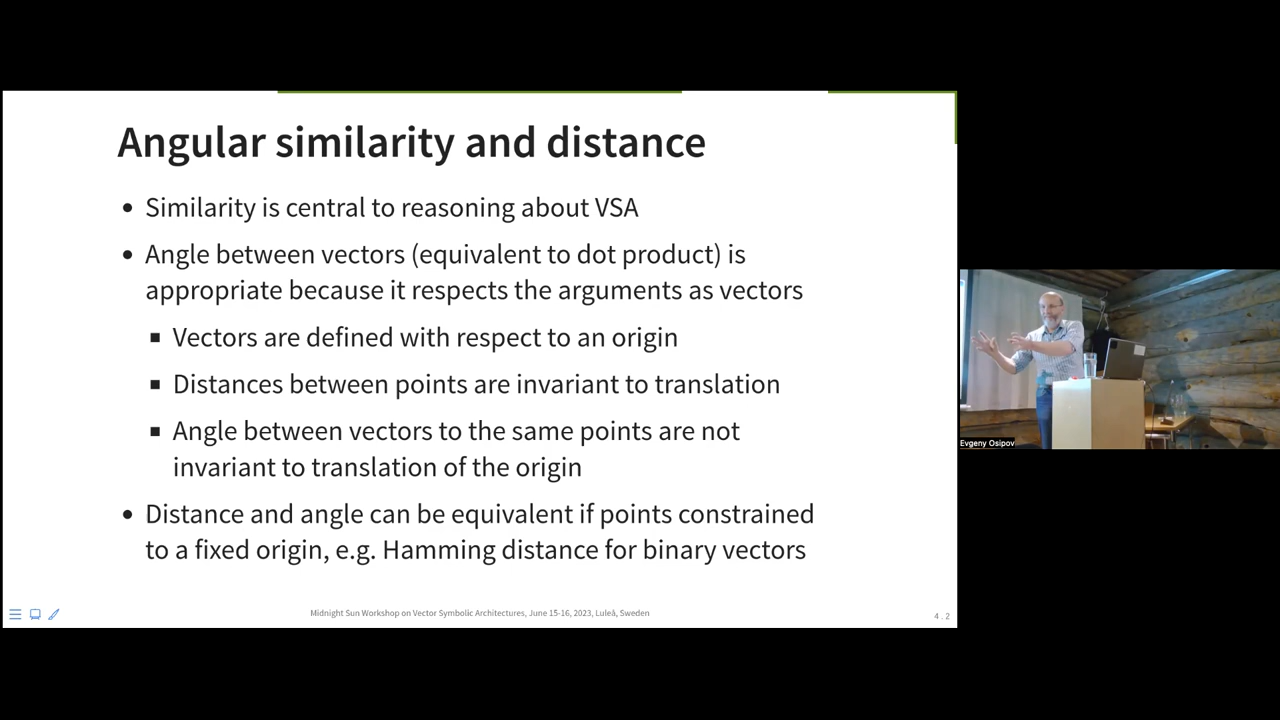 Angular similarity and distance
• Similarity is central to reasoning about VSA
• Angle between vectors (equivalent to dot product) is
appropriate because it respects the arguments as vectors
▪ Vectors are defined with respect to an origin
▪ Distances between points are invariant to translation
▪ Angle between vectors to the same points are not
invariant to translation of the origin
• Distance and angle can be equivalent if points constrained
to a fixed origin, e.g. Hamming distance for binary vectors
Midnight Sun Workshop on Vector Symbolic Architectures, June 15-16, 2023, Luleå, Sweden
4 . 2
Evgeny Osipov